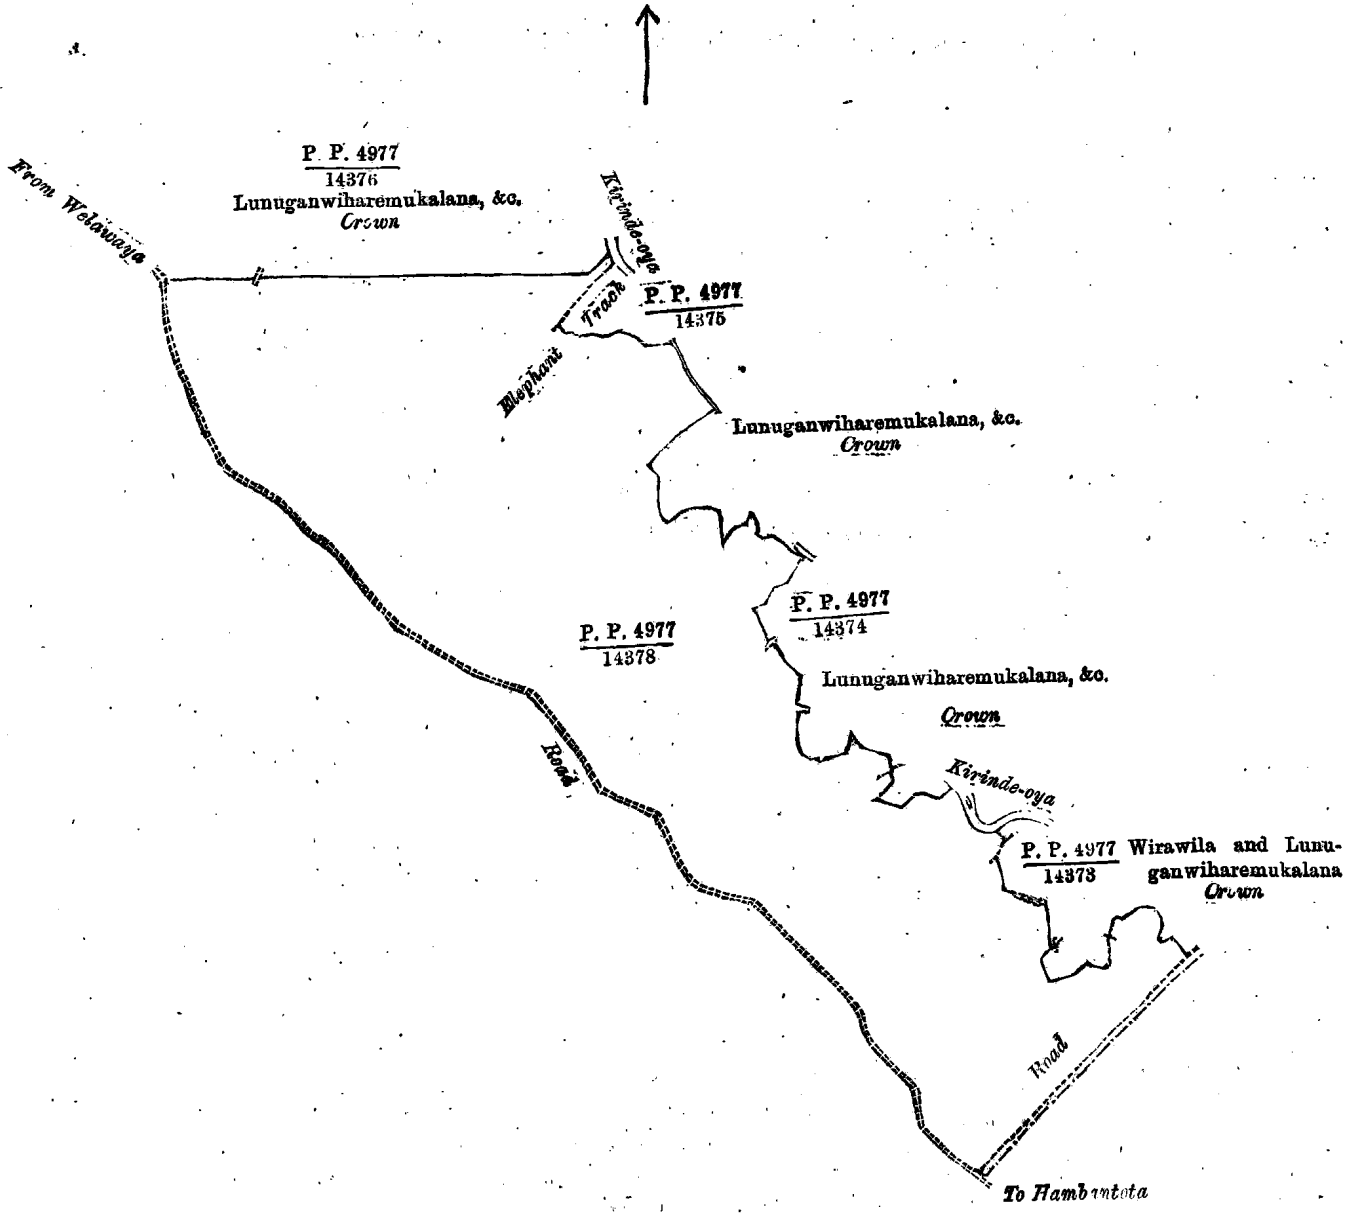 P. P. 4977
14376
Lunuganwiharemukalana, &c.
Crown
From Welawaya
Kirinde-oya
P. P. 4977
14375
Track
Elephant
Lunuganwiharemukalana, &c.
Crown
P. P. 4977
14374
P. P. 4977
14378
Lunuganwiharemukalana, &c.
Crown
Road
Kirinde-oya
P. P. 4977
14373
Wirawila and Lunu-
ganwiharemukalana
Crown
Road
To Hambantota